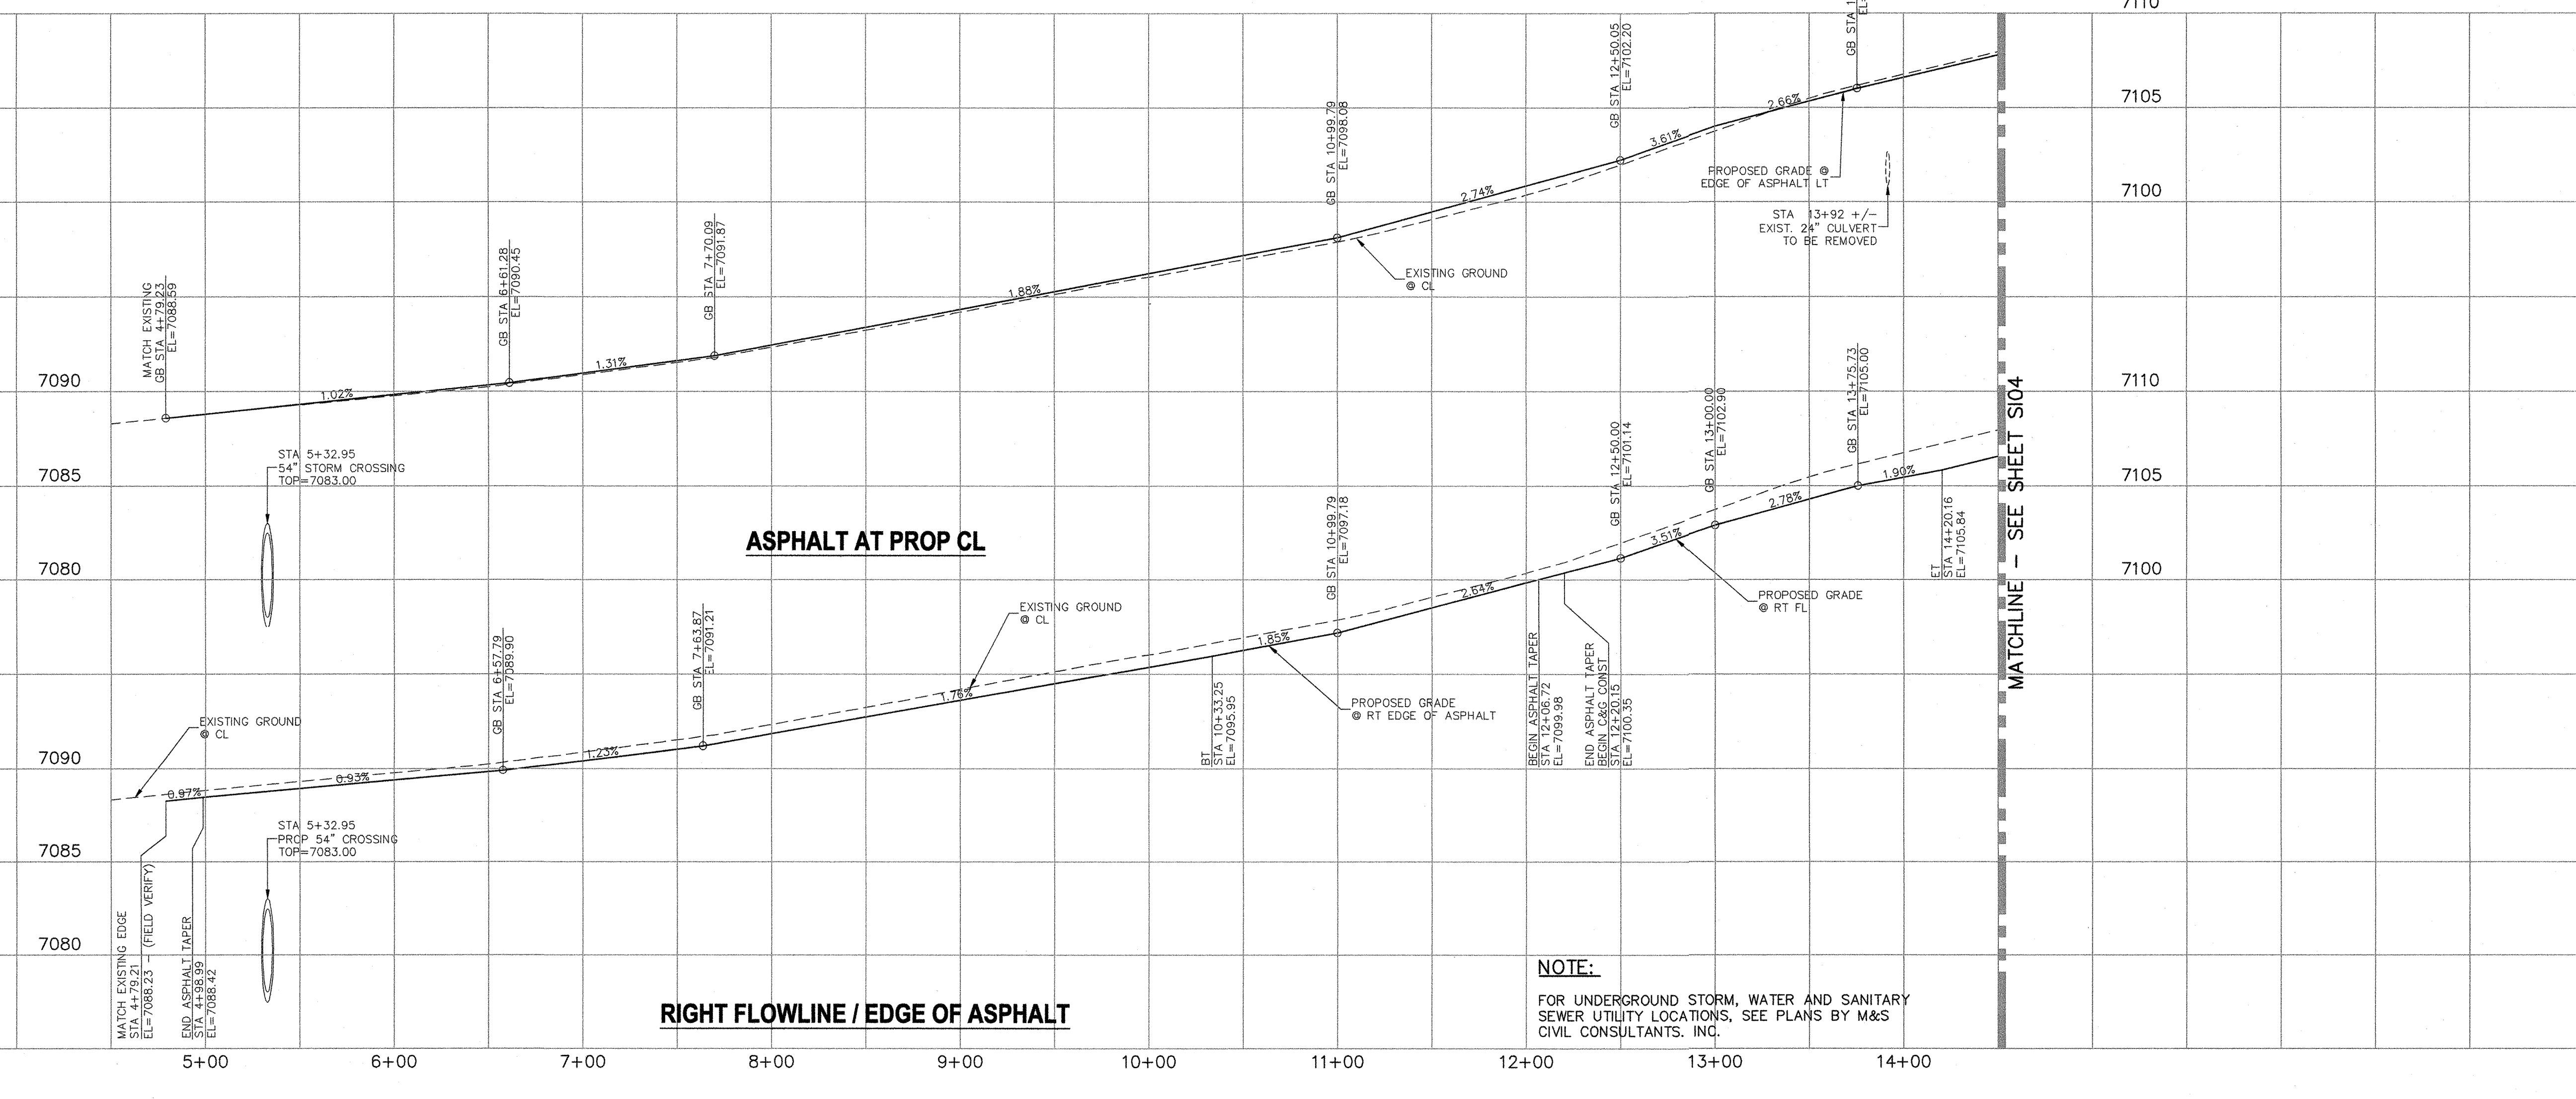 7110
GB STA 1
EL=
7105
7100
GB STA 12+50.05
EL=7102.20
2.66%
3.61%
PROPOSED GRADE @
EDGE OF ASPHALT LT
STA 13+92 +/-
EXIST. 24" CULVERT
TO BE REMOVED
GB STA 10+99.79
EL=7098.08
2.74%
EXISTING GROUND
@ CL
1.88%
GB STA 7+70.09
EL=7091.87
GB STA 6+61.28
EL=7090.45
1.31%
MATCH EXISTING
GB STA 4+79.23
EL=7088.59
1.02%
7090
7085
7080
STA 5+32.95
54" STORM CROSSING
TOP=7083.00
ASPHALT AT PROP CL
7110
7105
7100
MATCHLINE - SEE SHEET SI04
GB STA 13+75.73
EL=7105.00
GB STA 13+00.00
EL=7102.90
GB STA 12+50.00
EL=7101.14
1.90%
2.78%
3.51%
ET
STA 14+20.16
EL=7105.84
PROPOSED GRADE
@ RT FL
GB STA 10+99.79
EL=7097.18
2.64%
1.85%
EXISTING GROUND
@ CL
PROPOSED GRADE
@ RT EDGE OF ASPHALT
BT
STA 10+33.25
EL=7095.95
BEGIN ASPHALT TAPER
STA 12+06.72
EL=7099.98
END ASPHALT TAPER
BEGIN C&G CONST
STA 12+20.15
EL=7100.35
1.76%
GB STA 7+63.87
EL=7091.21
GB STA 6+57.79
EL=7089.90
1.23%
0.93%
0.97%
EXISTING GROUND
@ CL
7090
7085
7080
STA 5+32.95
PROP 54" CROSSING
TOP=7083.00
MATCH EXISTING EDGE
STA 4+79.21
EL=7088.23 - (FIELD VERIFY)
END ASPHALT TAPER
STA 4+98.99
EL=7088.42
RIGHT FLOWLINE / EDGE OF ASPHALT
NOTE:
FOR UNDERGROUND STORM, WATER AND SANITARY
SEWER UTILITY LOCATIONS, SEE PLANS BY M&S
CIVIL CONSULTANTS. INC.
5+00
6+00
7+00
8+00
9+00
10+00
11+00
12+00
13+00
14+00